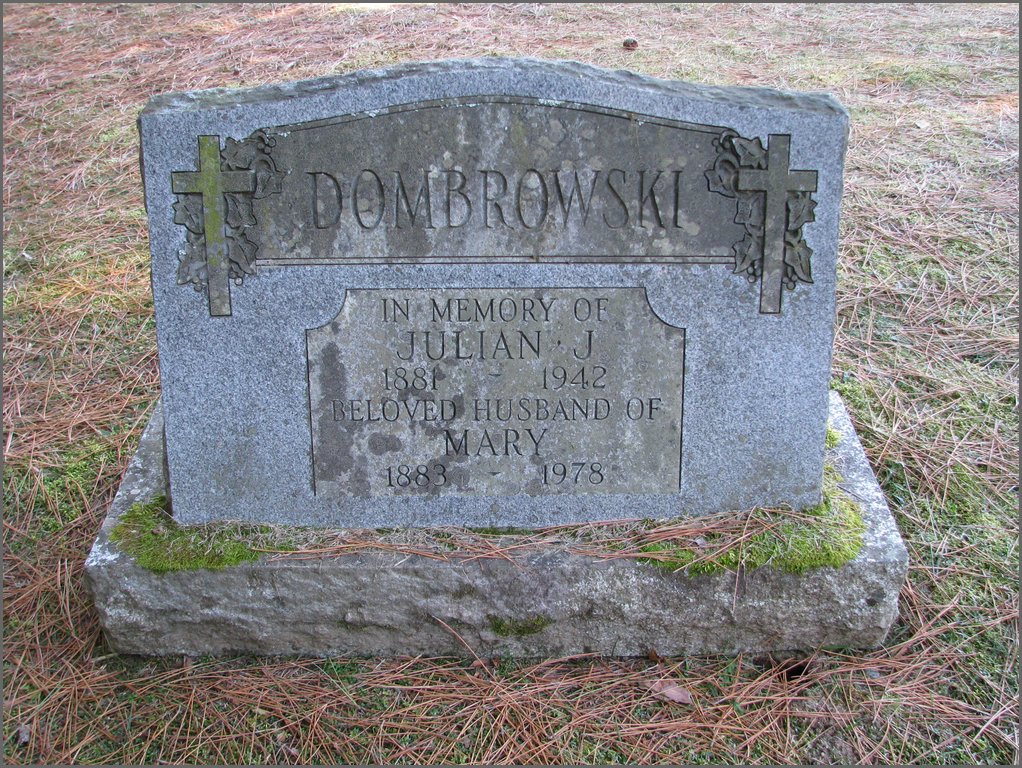 DOMBROWSKI
IN MEMORY OF
JULIAN · J
1881 - 1942
BELOVED HUSBAND OF
MARY
1883 - 1978